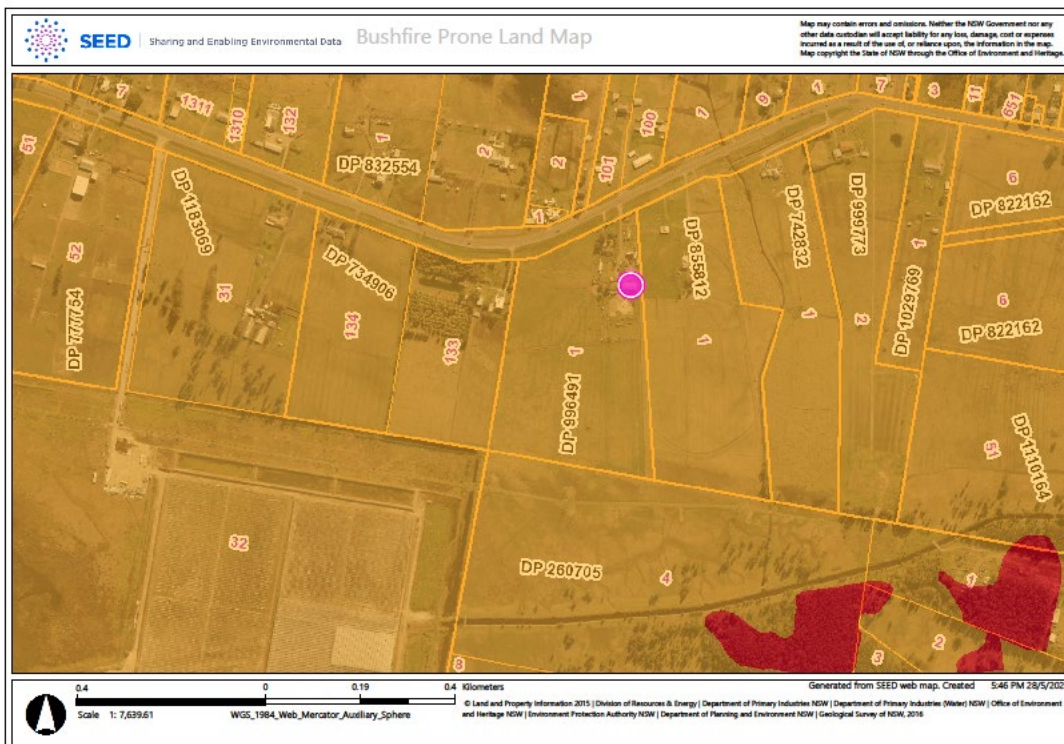 SEED Sharing and Enabling Environmental Data Bushfire Prone Land Map
Map may contain errors and omissions. Neither the NSW Government nor any
other data custodian will accept liability for any loss, damage, cost or expenses
incurred as a result of the use of, or reliance upon, the information in the map.
Map copyright the State of NSW through the Office of Environment and Heritage.
7
1311
1310
132
1
2
1
2
1
101
100
1
9
1
7
3
11
651
51
DP 832554
DP 1183069
52
DP 777754
31
DP 734906
134
133
1
DP 996491
DP 855812
1
DP 742832
1
DP 999773
2
1
DP 1029769
6
DP 822162
6
DP 822162
51
DP 1110164
32
DP 260705
4
1
2
3
8
0.4 0 0.19 0.4 Kilometers
Scale 1: 7,639.61 WGS_1984_Web_Mercator_Auxiliary_Sphere
Generated from SEED web map. Created 5:46 PM 28/5/202
© Land and Property Information 2015 | Division of Resources & Energy | Department of Primary Industries NSW | Department of Primary Industries (Water) NSW | Office of Environment
and Heritage NSW | Environment Protection Authority NSW | Department of Planning and Environment NSW | Geological Survey of NSW, 2016